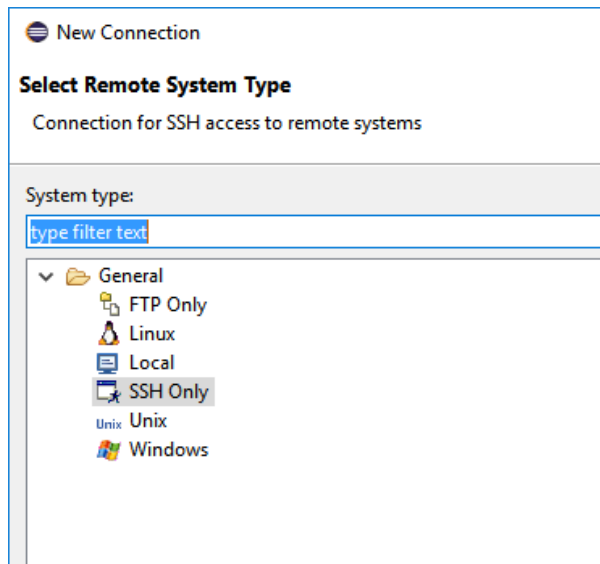 New Connection
Select Remote System Type
Connection for SSH access to remote systems
System type:
type filter text
General
FTP Only
Linux
Local
SSH Only
Unix Unix
Windows